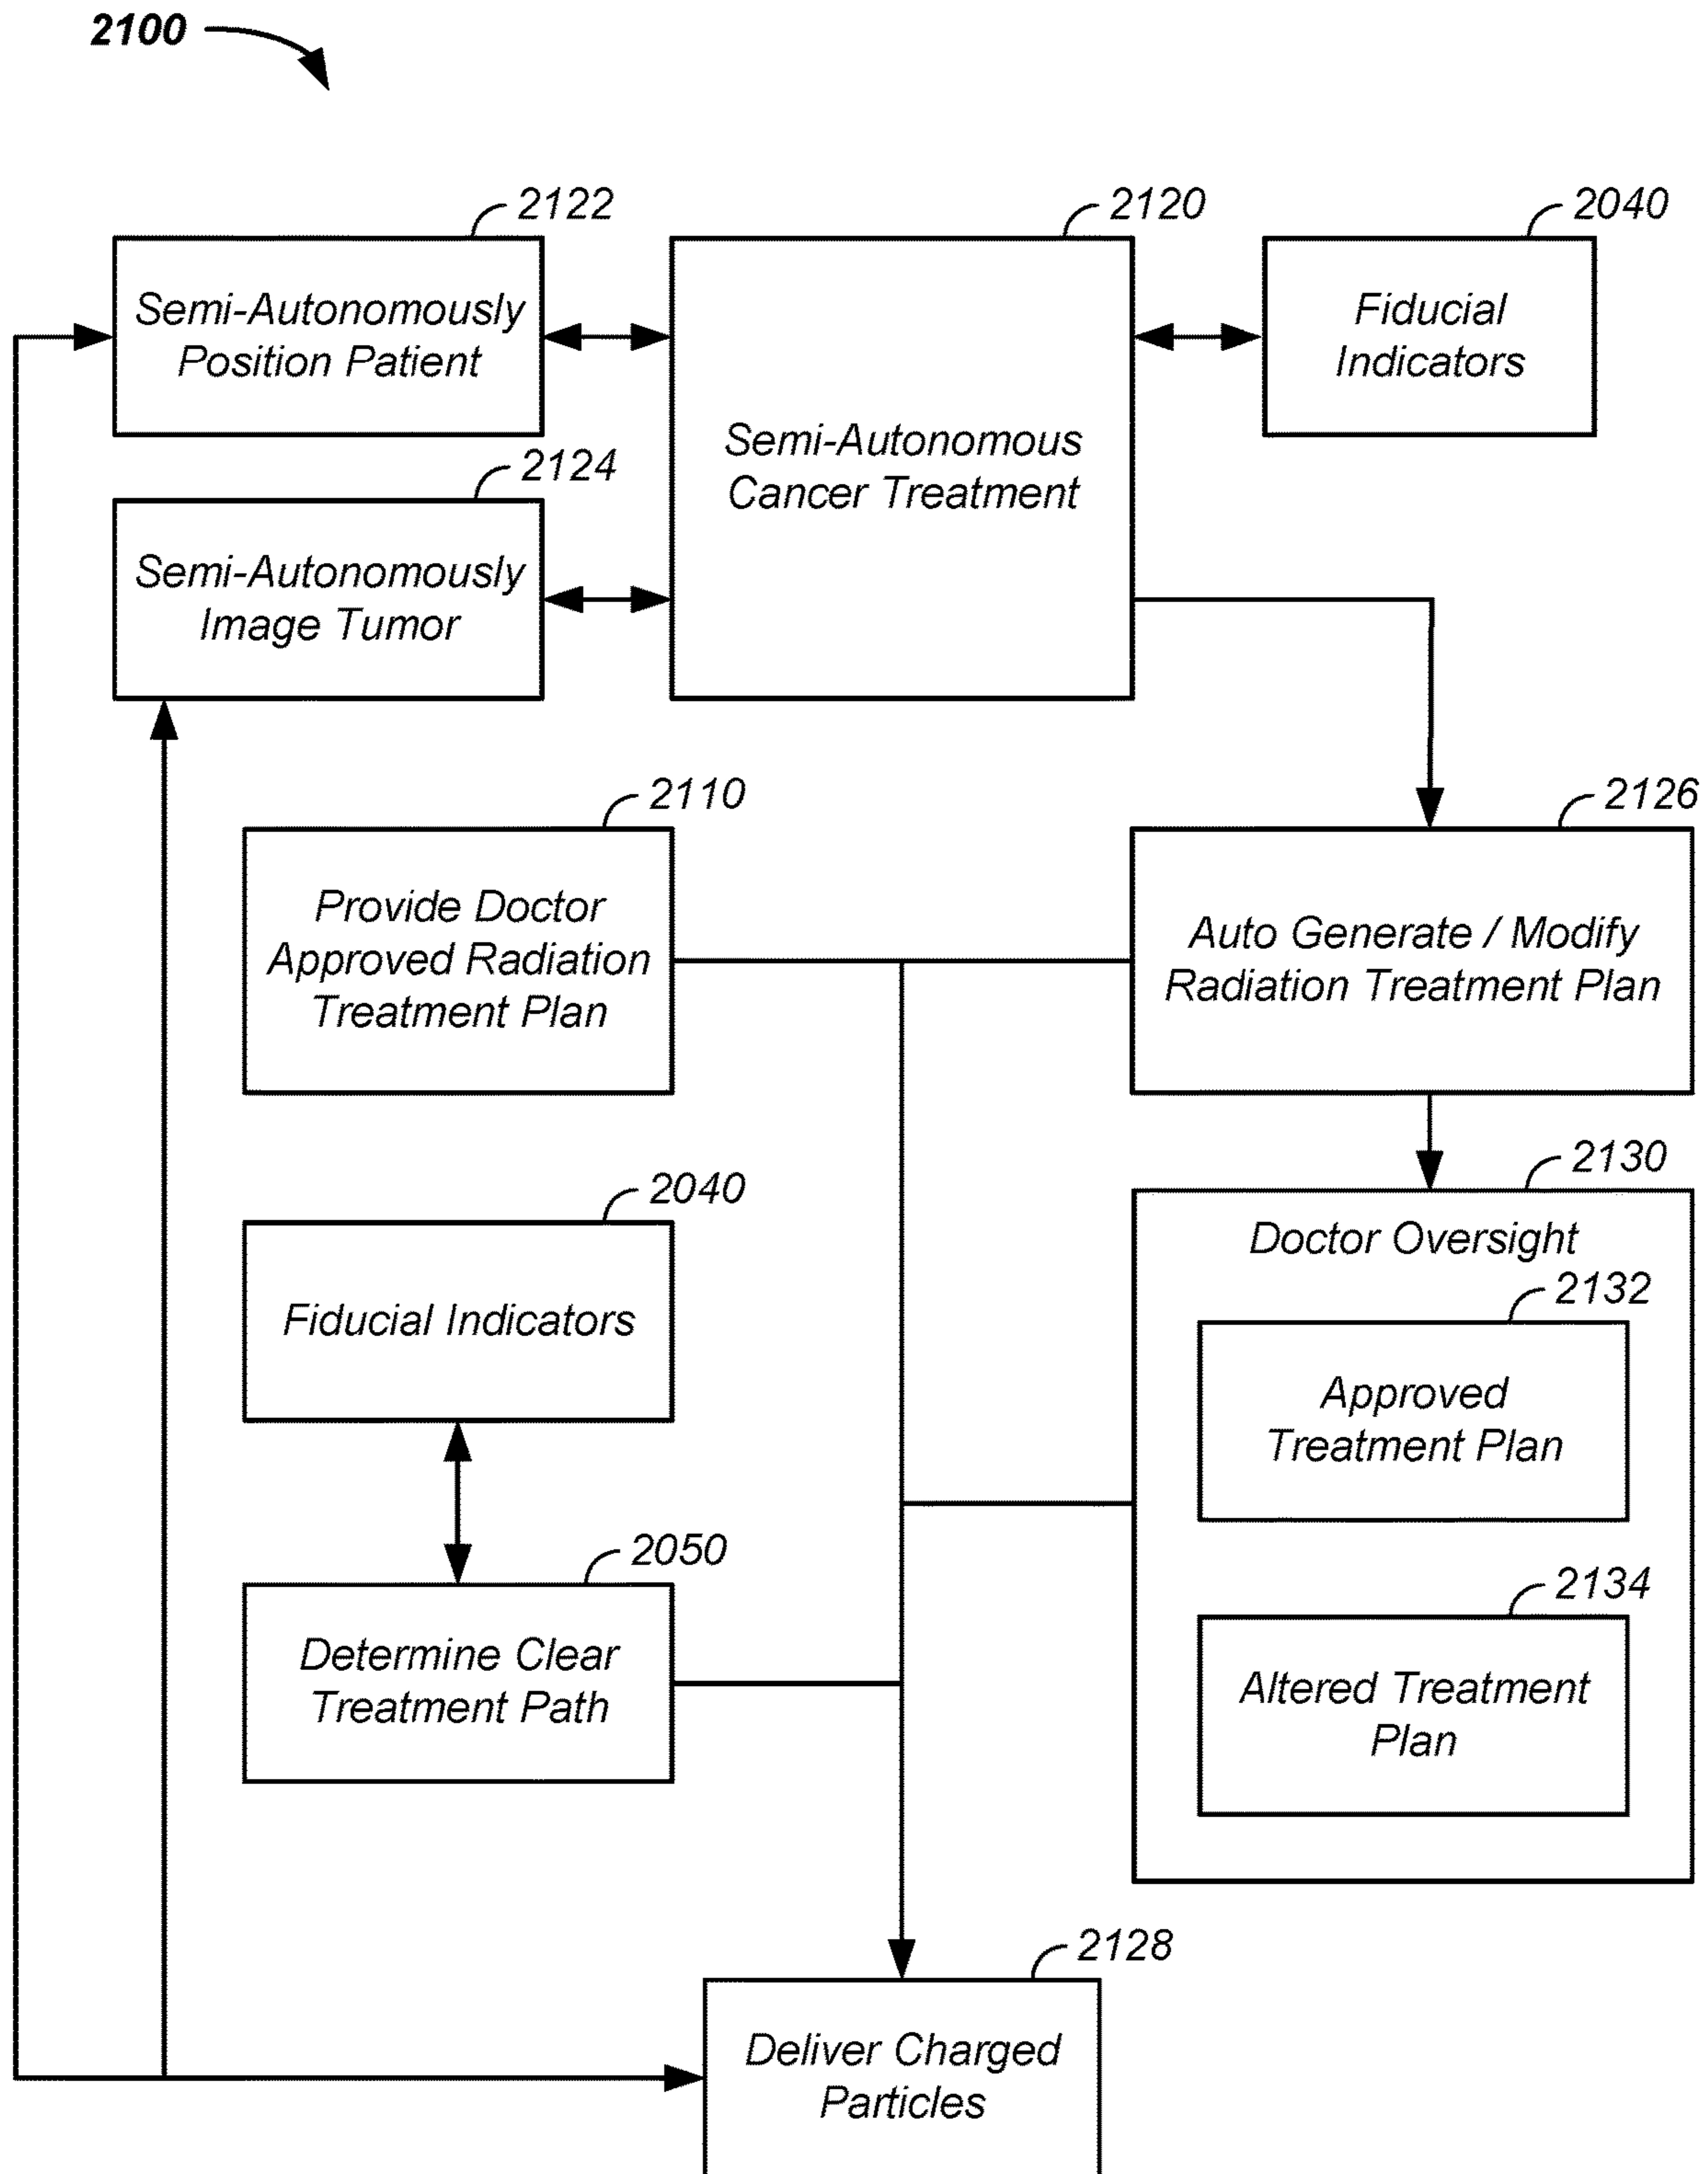 2100
2122
Semi-Autonomously
Position Patient
2120
Semi-Autonomous
Cancer Treatment
2040
Fiducial
Indicators
2124
Semi-Autonomously
Image Tumor
2110
Provide Doctor
Approved Radiation
Treatment Plan
2126
Auto Generate / Modify
Radiation Treatment Plan
2040
Fiducial Indicators
2130
Doctor Oversight
2132
Approved
Treatment Plan
2050
Determine Clear
Treatment Path
2134
Altered Treatment
Plan
2128
Deliver Charged
Particles